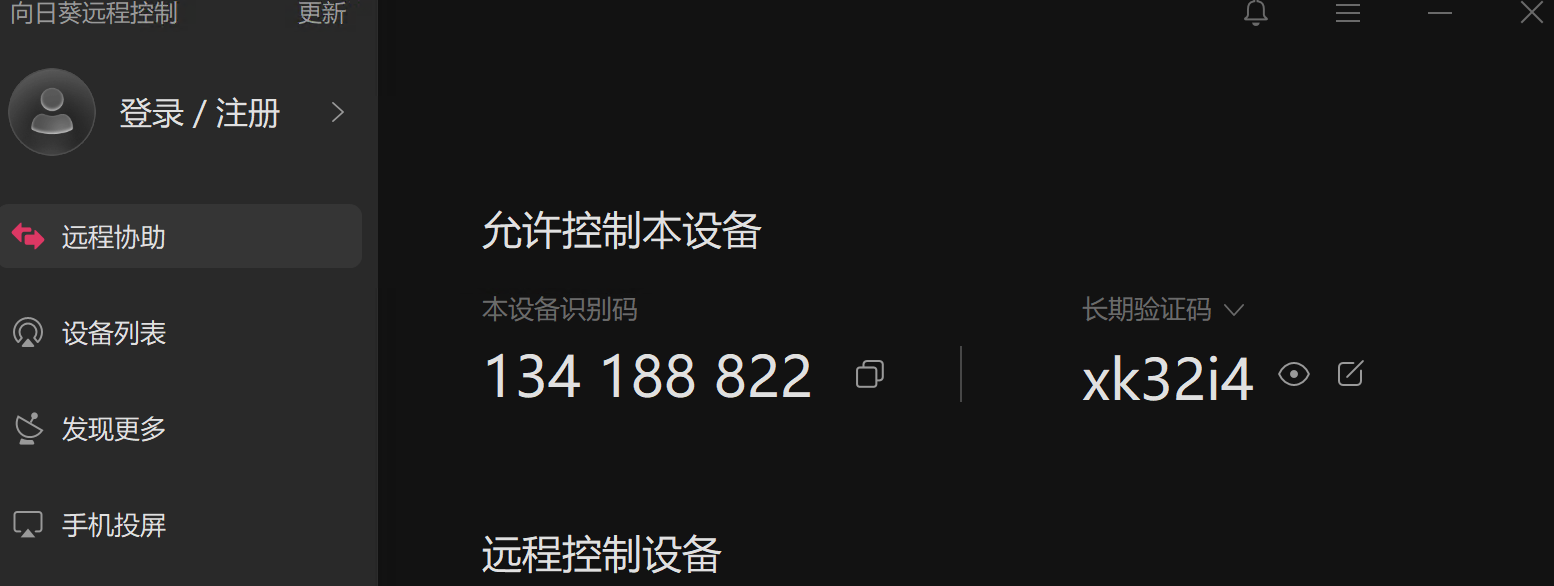 向日葵远程控制 更新
登录 / 注册
远程协助
设备列表
发现更多
手机投屏
允许控制本设备
本设备识别码 长期验证码
134 188 822 xk32i4
远程控制设备